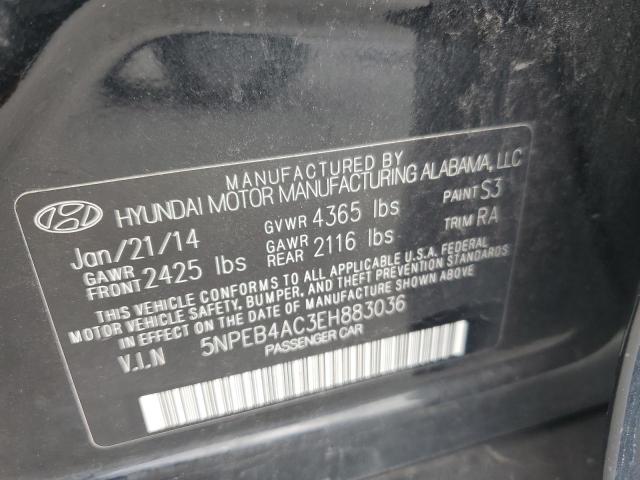 MANUFACTURED BY
HYUNDAI MOTOR MANUFACTURING ALABAMA, LLC
Jan/21/14 GVWR 4365 lbs PAINT S3
GAWR FRONT 2425 lbs GAWR REAR 2116 lbs TRIM RA
THIS VEHICLE CONFORMS TO ALL APPLICABLE U.S.A. FEDERAL
MOTOR VEHICLE SAFETY, BUMPER, AND THEFT PREVENTION STANDARDS
IN EFFECT ON THE DATE OF MANUFACTURE SHOWN ABOVE
V.I.N 5NPEB4AC3EH883036
PASSENGER CAR